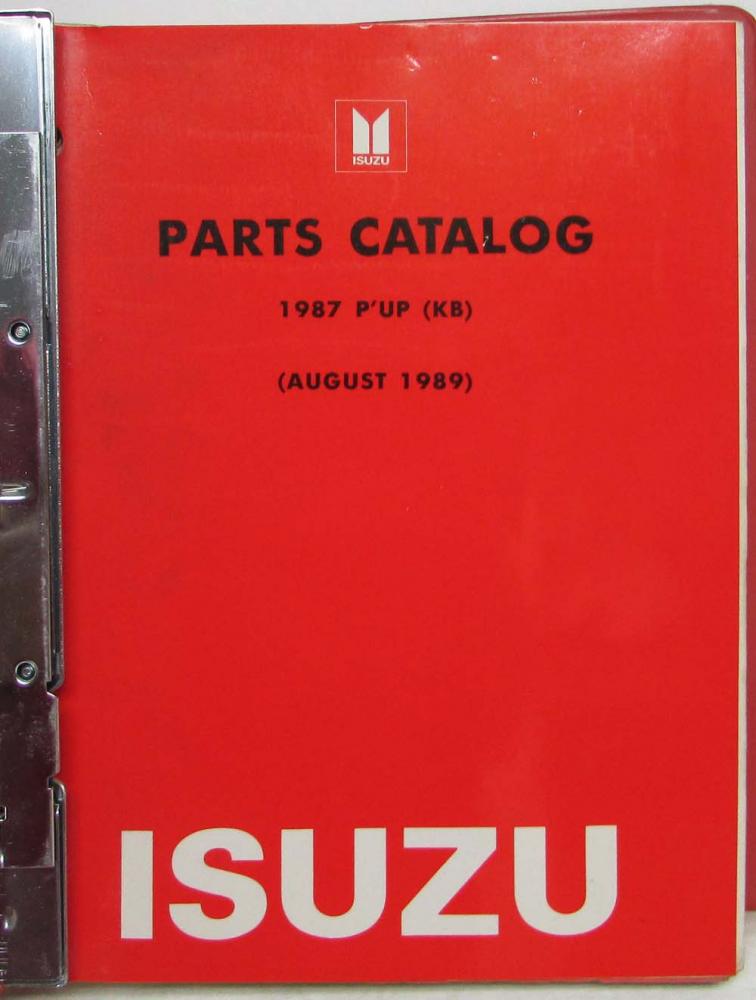 ISUZU
PARTS CATALOG
1987 P'UP (KB)
(AUGUST 1989)
ISUZU